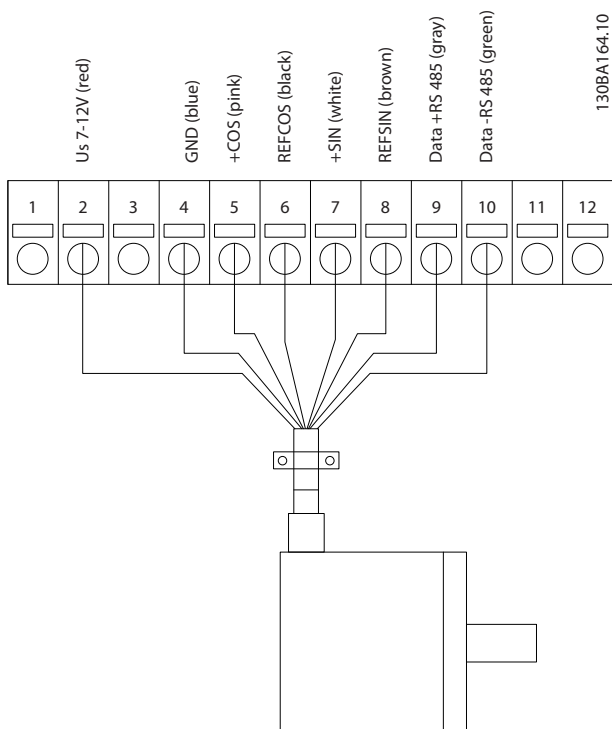 Us 7-12V (red)
GND (blue)
+COS (pink)
REFCOS (black)
+SIN (white)
REFSIN (brown)
Data +RS 485 (gray)
Data -RS 485 (green)
130BA164.10
1
2
3
4
5
6
7
8
9
10
11
12